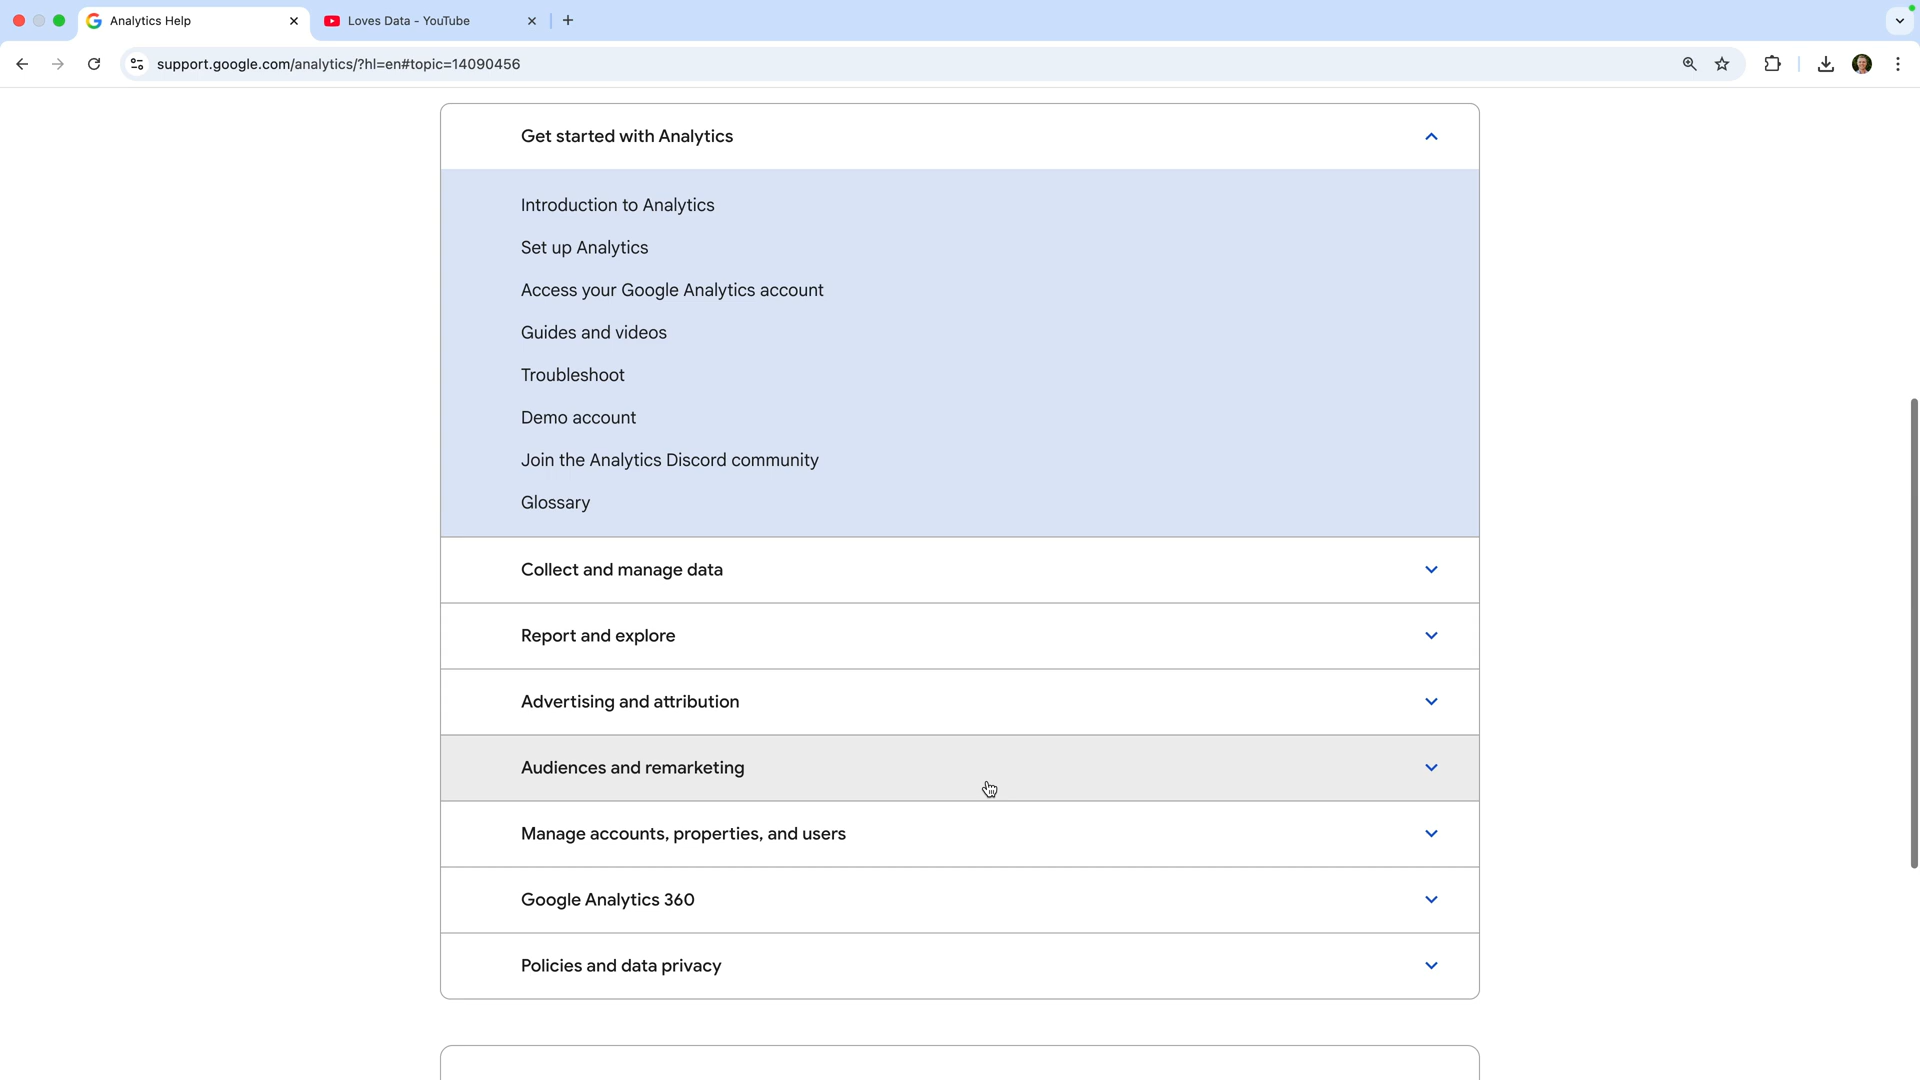 Analytics Help
Loves Data - YouTube
support.google.com/analytics/?hl=en#topic=14090456
Get started with Analytics
Introduction to Analytics
Set up Analytics
Access your Google Analytics account
Guides and videos
Troubleshoot
Demo account
Join the Analytics Discord community
Glossary
Collect and manage data
Report and explore
Advertising and attribution
Audiences and remarketing
Manage accounts, properties, and users
Google Analytics 360
Policies and data privacy